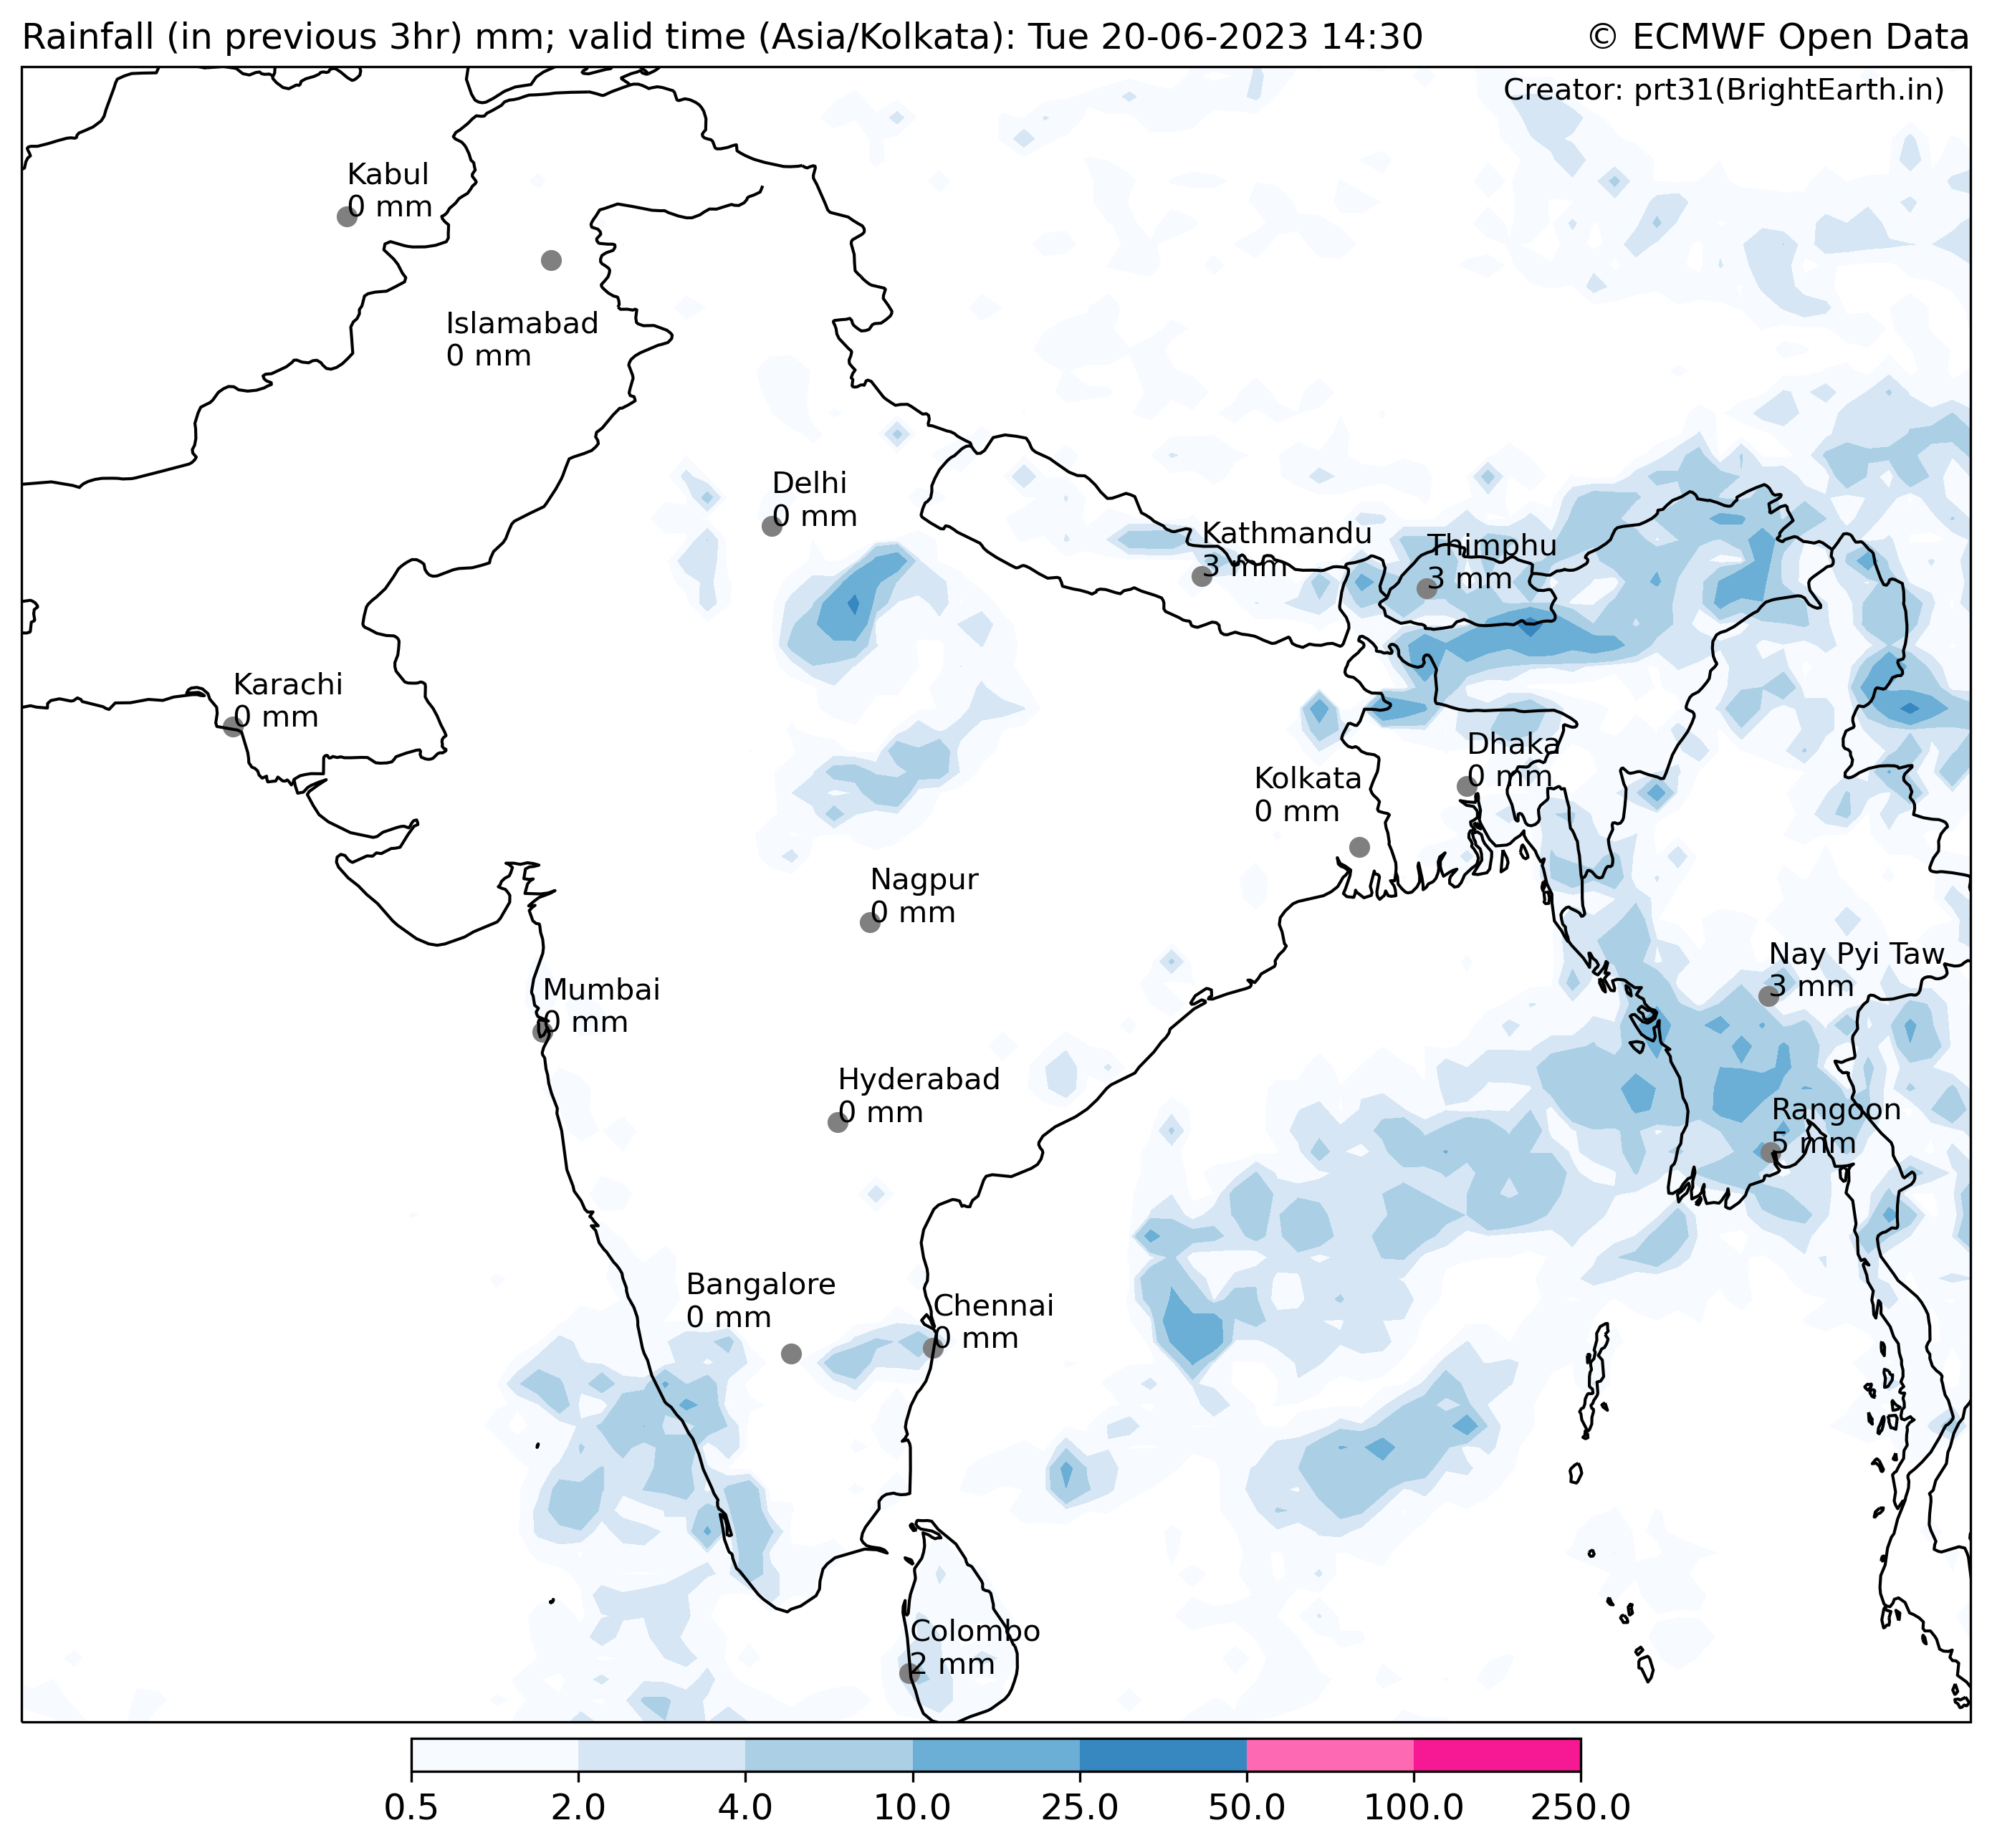 Rainfall (in previous 3hr) mm; valid time (Asia/Kolkata): Tue 20-06-2023 14:30
© ECMWF Open Data
Creator: prt31(BrightEarth.in)
Kabul
0 mm
Islamabad
0 mm
Delhi
0 mm
Kathmandu
3 mm
Thimphu
3 mm
Karachi
0 mm
Dhaka
0 mm
Kolkata
0 mm
Nagpur
0 mm
Nay Pyi Taw
3 mm
Mumbai
0 mm
Hyderabad
0 mm
Rangoon
5 mm
Bangalore
0 mm
Chennai
0 mm
Colombo
2 mm
0.5 2.0 4.0 10.0 25.0 50.0 100.0 250.0